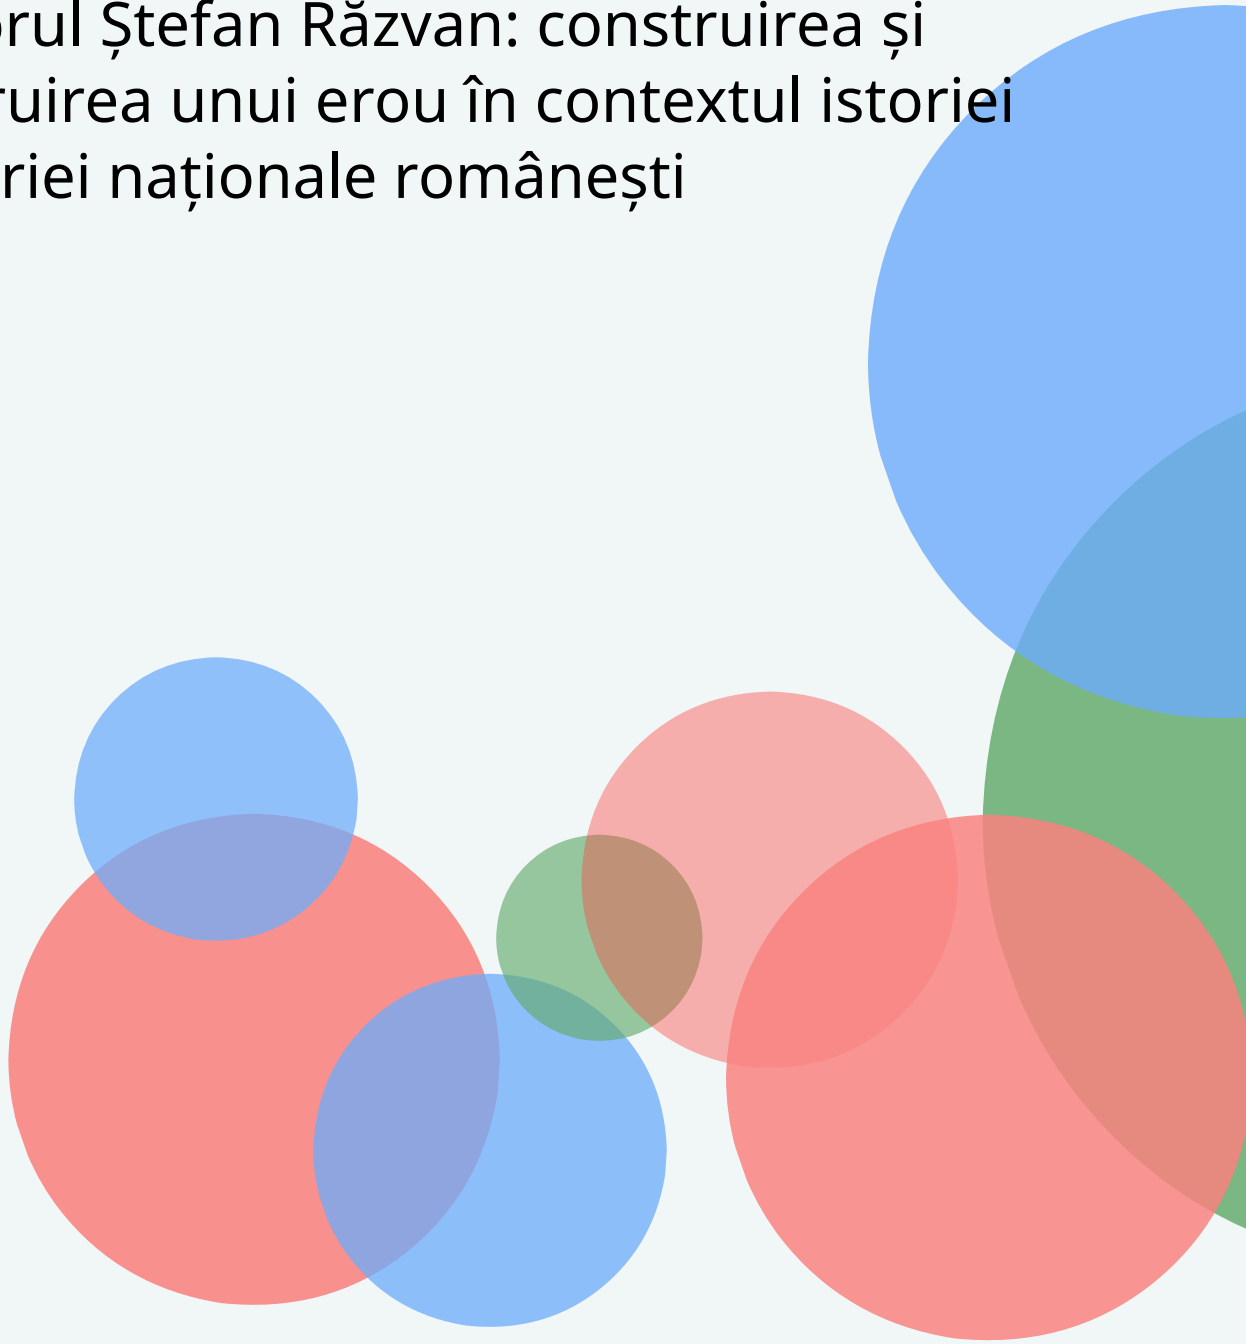 orul Ștefan Răzvan: construirea și
ruirea unui erou în contextul istoriei
riei naționale românești